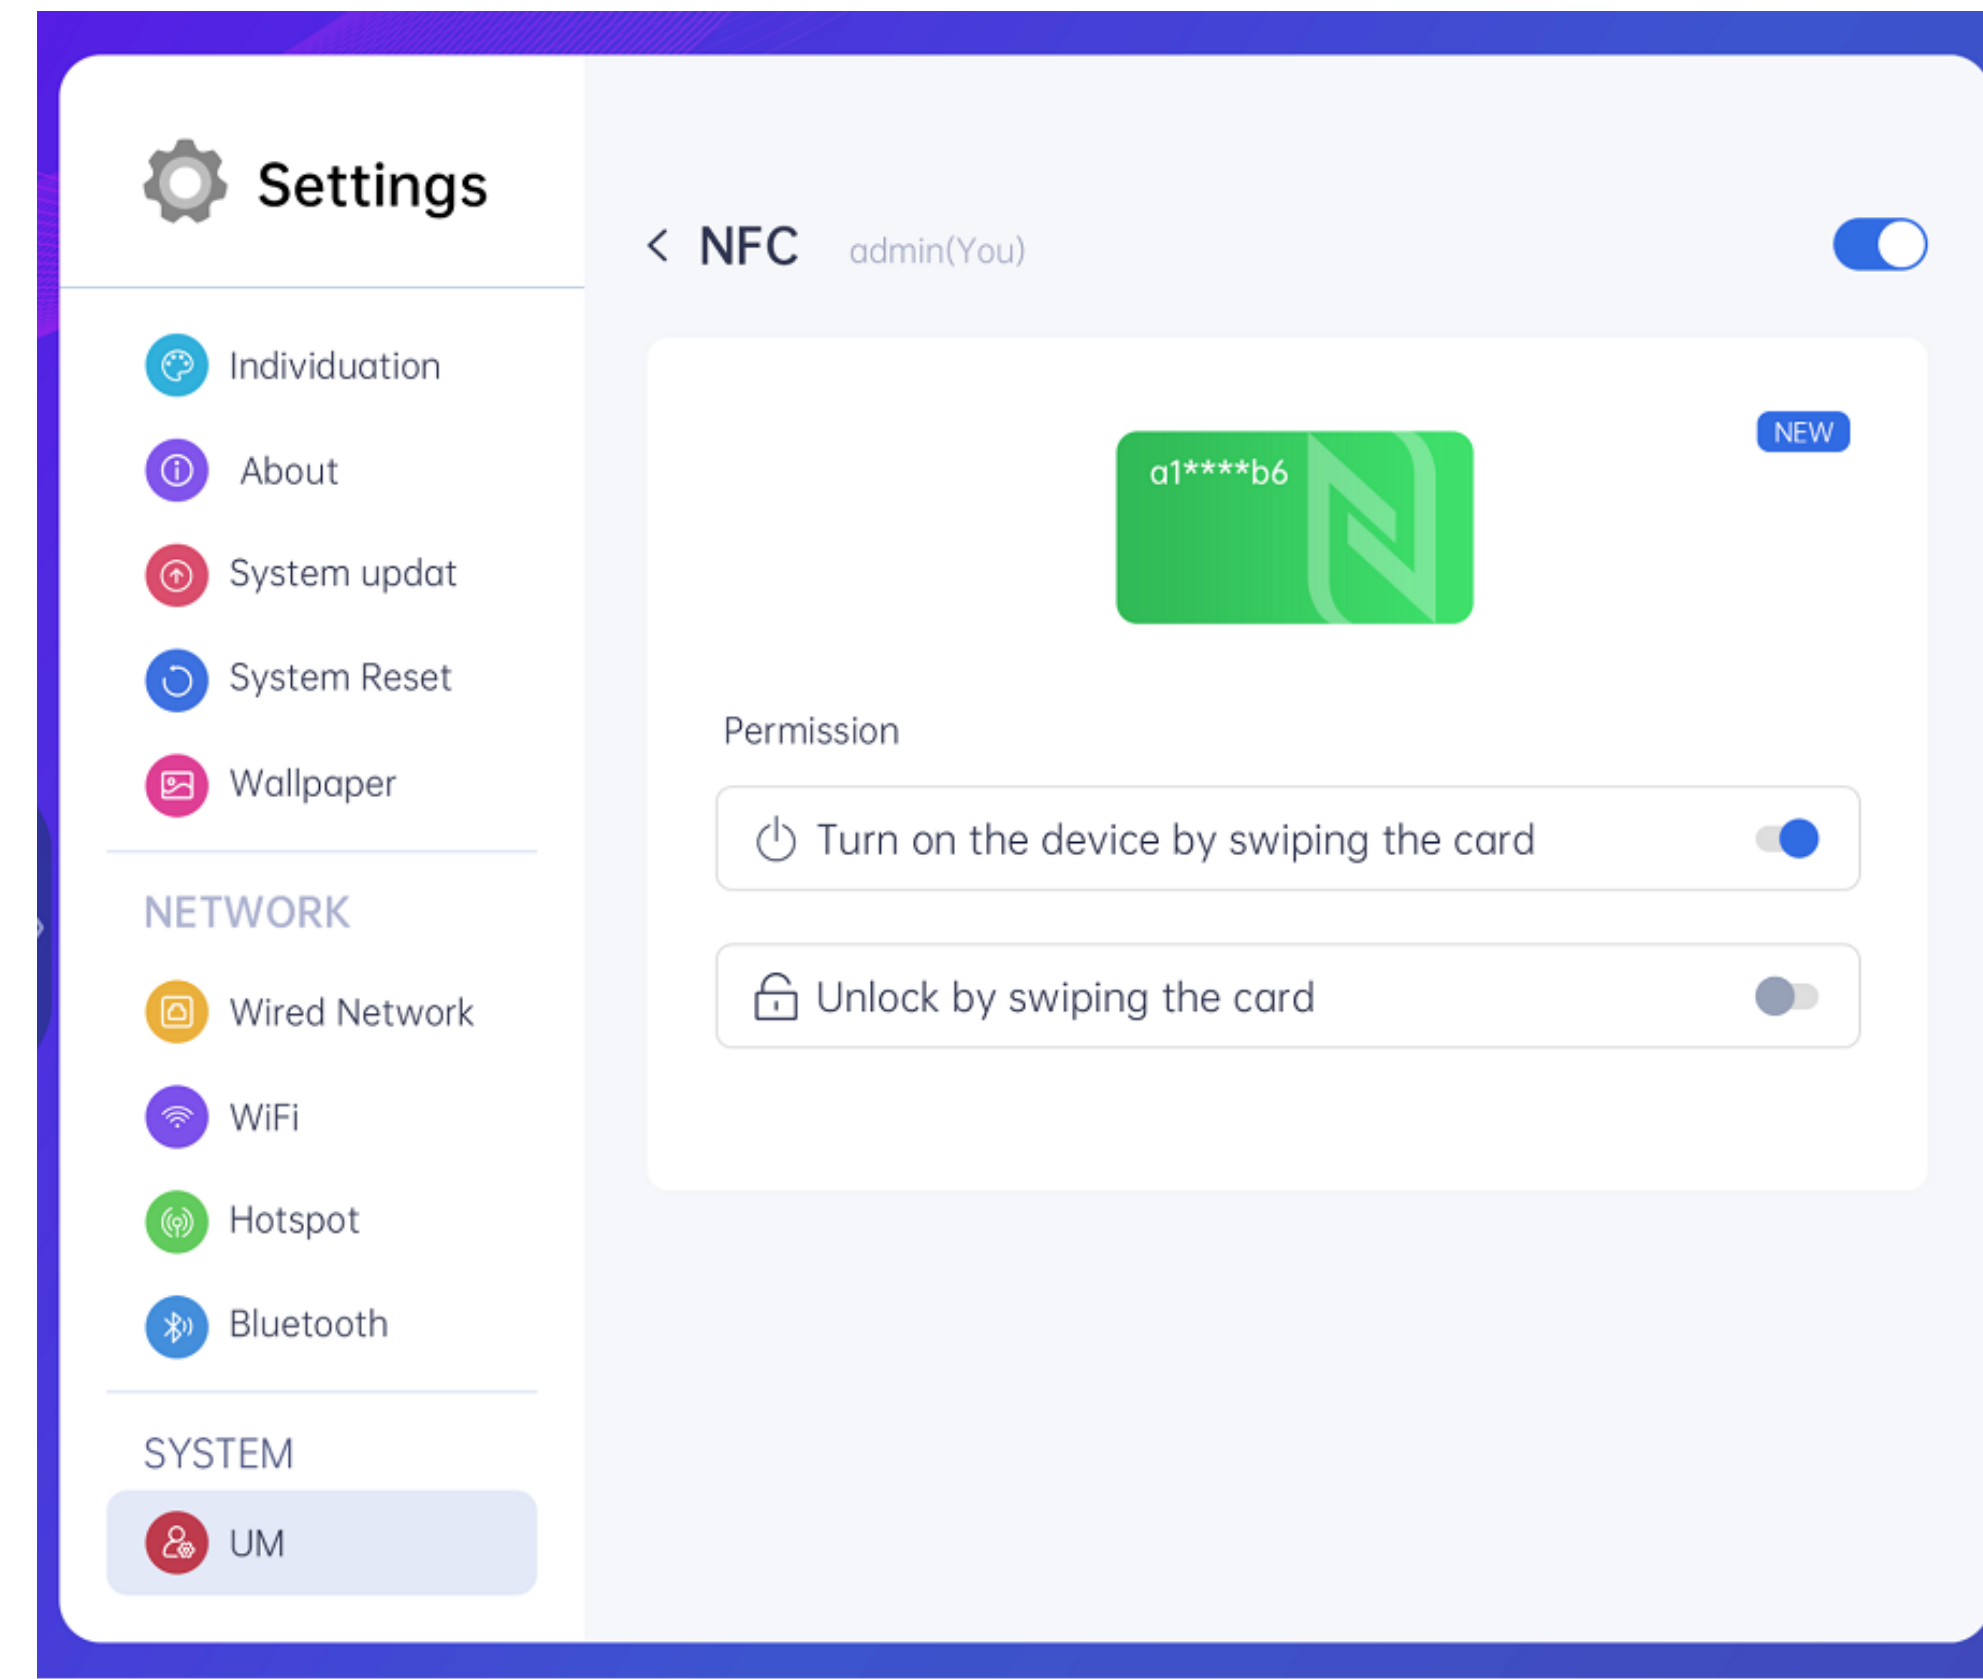 Settings
Individuation
About
System updat
System Reset
Wallpaper
NETWORK
Wired Network
WiFi
Hotspot
Bluetooth
SYSTEM
UM
NFC admin(You)
NEW
a1****b6
Permission
Turn on the device by swiping the card
Unlock by swiping the card